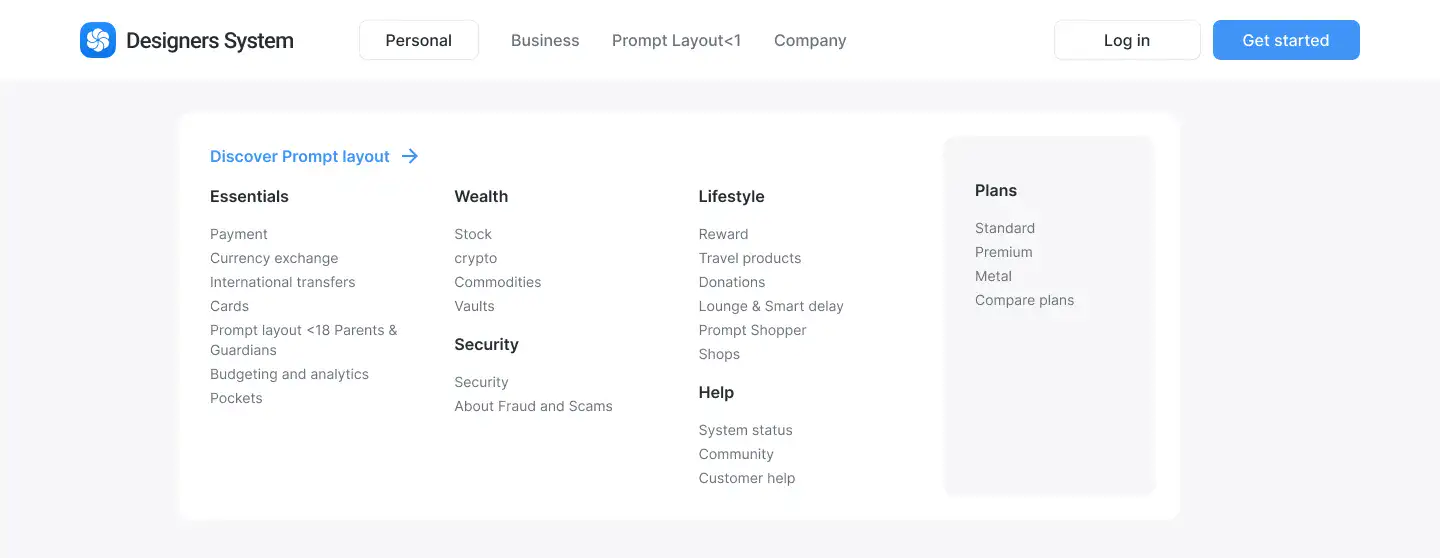 Designers System
Personal
Business
Prompt Layout<1
Company
Log in
Get started
Discover Prompt layout
Essentials
Payment
Currency exchange
International transfers
Cards
Prompt layout <18 Parents &
Guardians
Budgeting and analytics
Pockets
Wealth
Stock
crypto
Commodities
Vaults
Security
Security
About Fraud and Scams
Lifestyle
Reward
Travel products
Donations
Lounge & Smart delay
Prompt Shopper
Shops
Help
System status
Community
Customer help
Plans
Standard
Premium
Metal
Compare plans